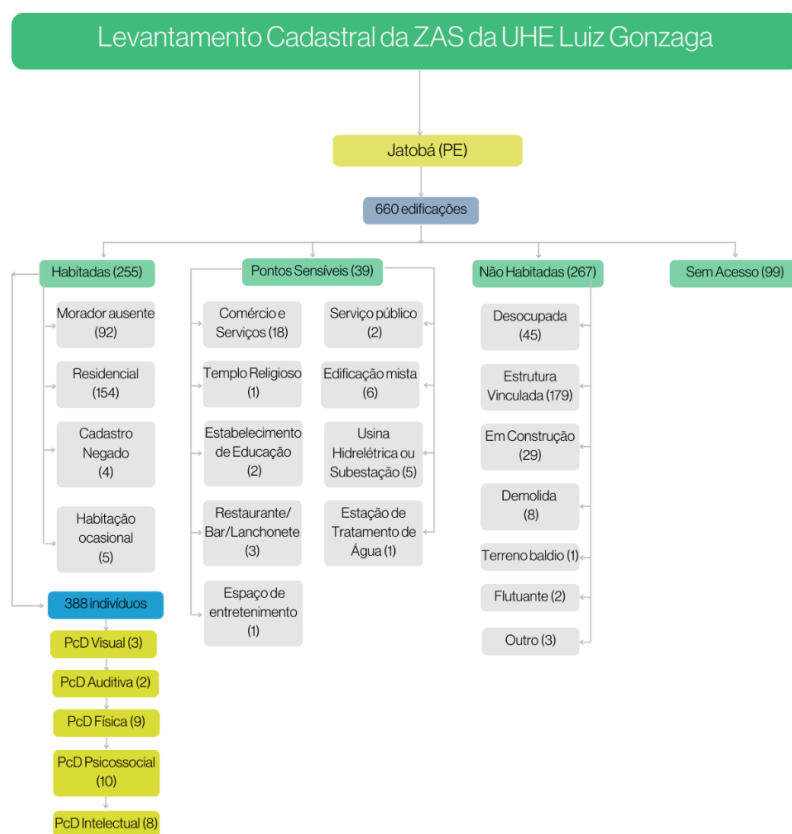 Levantamento Cadastral da ZAS da UHE Luiz Gonzaga
Jatobá (PE)
660 edificações
Habitadas (255)
Morador ausente
(92)
Residencial
(154)
Cadastro
Negado
(4)
Habitação
ocasional
(5)
388 indivíduos
PcD Visual (3)
PcD Auditiva (2)
PcD Física (9)
PcD Psicossocial
(10)
PcD Intelectual (8)
Pontos Sensíveis (39)
Comércio e
Serviços (18)
Templo Religioso
(1)
Estabelecimento
de Educação
(2)
Restaurante/
Bar/Lanchonete
(3)
Espaço de
entretenimento
(1)
Serviço público
(2)
Edificação mista
(6)
Usina
Hidrelétrica ou
Subestação (5)
Estação de
Tratamento de
Água (1)
Não Habitadas (267)
Desocupada
(45)
Estrutura
Vinculada (179)
Em Construção
(29)
Demolida
(8)
Terreno baldio (1)
Flutuante (2)
Outro (3)
Sem Acesso (99)